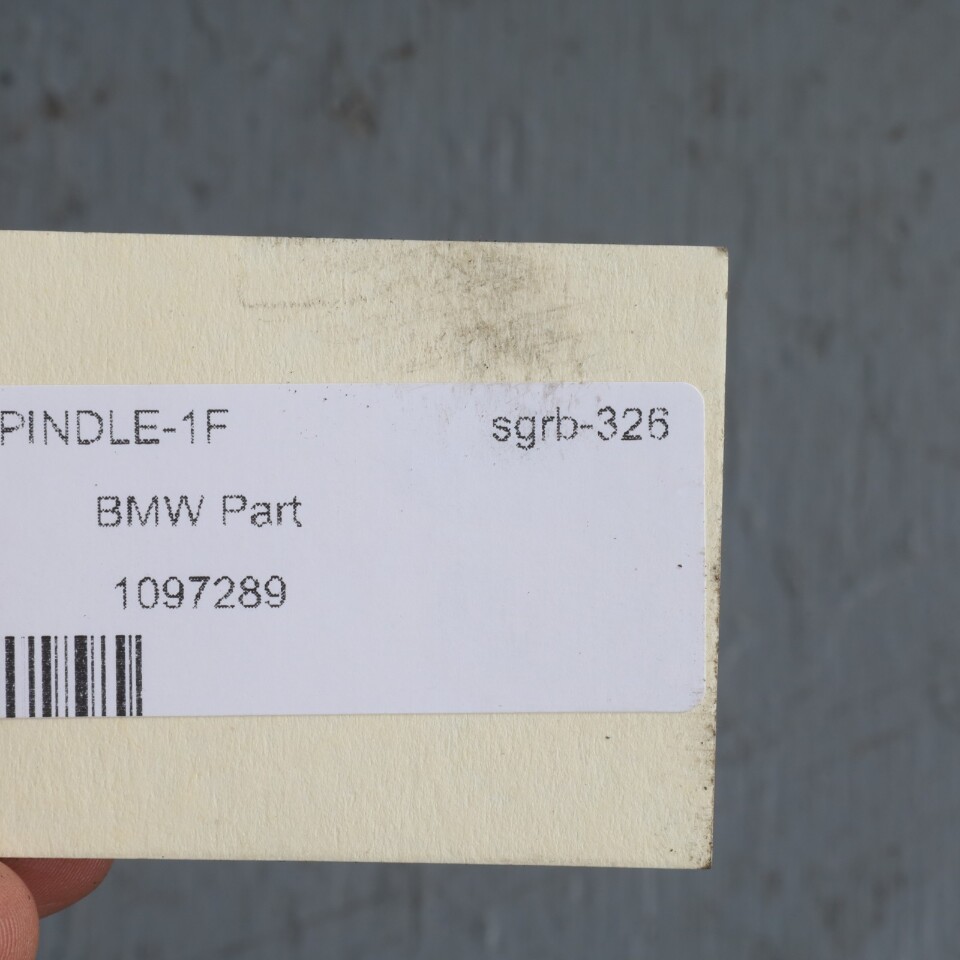 PINDLE-1F sgrb-326
BMW Part
1097289